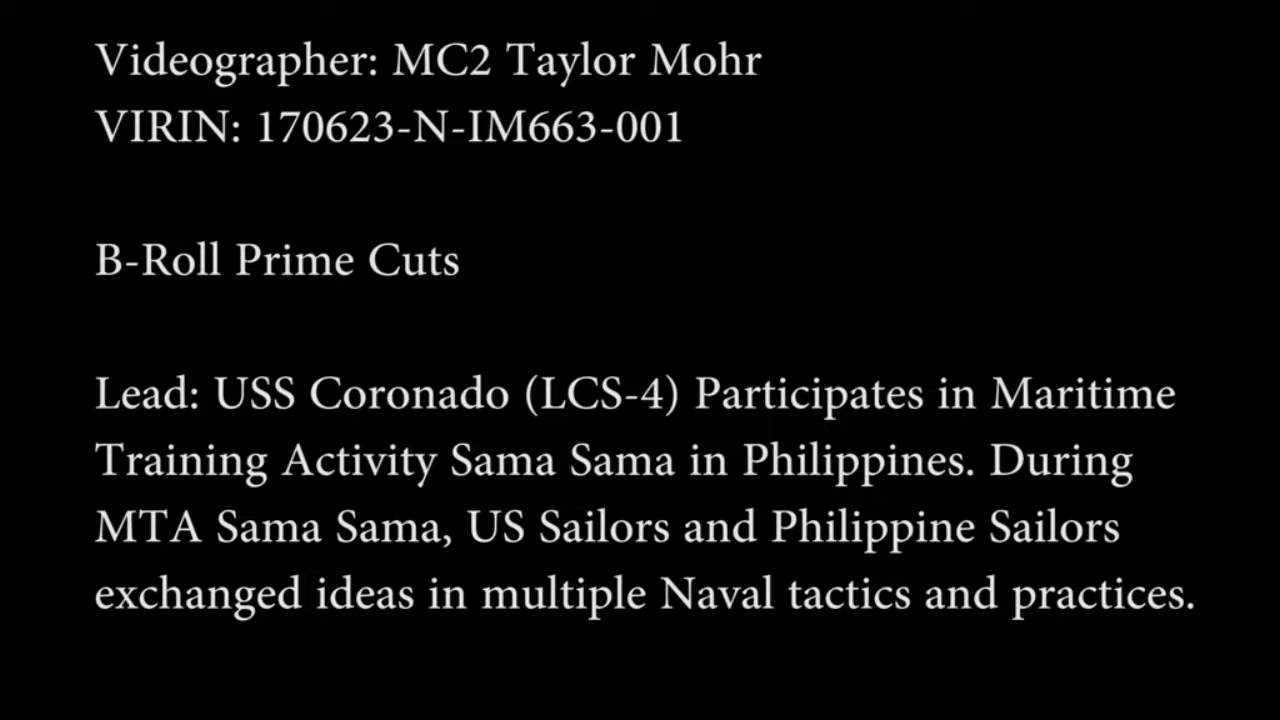 Videographer: MC2 Taylor Mohr
VIRIN: 170623-N-IM663-001
B-Roll Prime Cuts
Lead: USS Coronado (LCS-4) Participates in Maritime
Training Activity Sama Sama in Philippines. During
MTA Sama Sama, US Sailors and Philippine Sailors
exchanged ideas in multiple Naval tactics and practices.